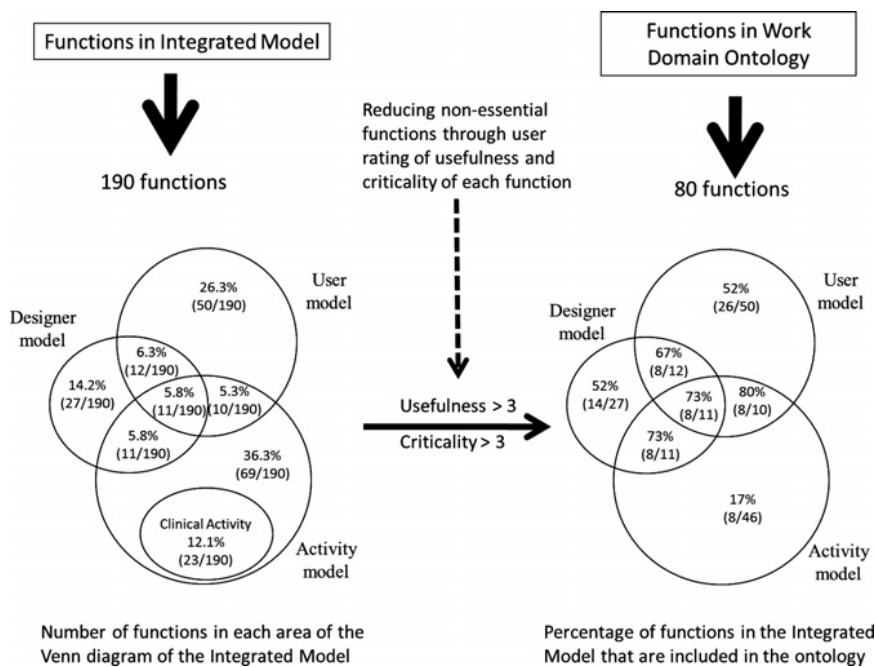 Functions in Integrated Model
190 functions
Reducing non-essential
functions through user
rating of usefulness and
criticality of each function
Functions in Work
Domain Ontology
80 functions
26.3%
(50/190)
User
model
Designer
model
6.3%
(12/190)
14.2%
(27/190)
5.8%
(11/190)
5.3%
(10/190)
5.8%
(11/190)
36.3%
(69/190)
Clinical Activity
12.1%
(23/190)
Activity
model
Usefulness > 3
Criticality > 3
52%
(26/50)
User
model
Designer
model
67%
(8/12)
52%
(14/27)
73%
(8/11)
80%
(8/10)
73%
(8/11)
17%
(8/46)
Activity
model
Number of functions in each area of the
Venn diagram of the Integrated Model
Percentage of functions in the Integrated
Model that are included in the ontology